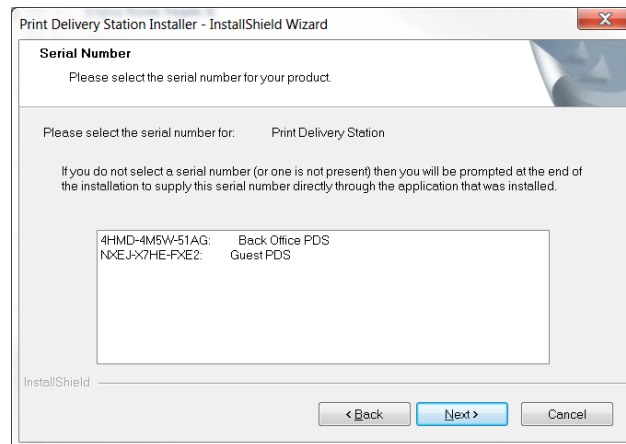 Print Delivery Station Installer - InstallShield Wizard
Serial Number
Please select the serial number for your product.
Please select the serial number for: Print Delivery Station
If you do not select a serial number (or one is not present) then you will be prompted at the end of
the installation to supply this serial number directly through the application that was installed.
4HMD-4M5W-51AG: Back Office PDS
NXEJ-X7HE-FXE2: Guest PDS
InstallShield
< Back Next > Cancel